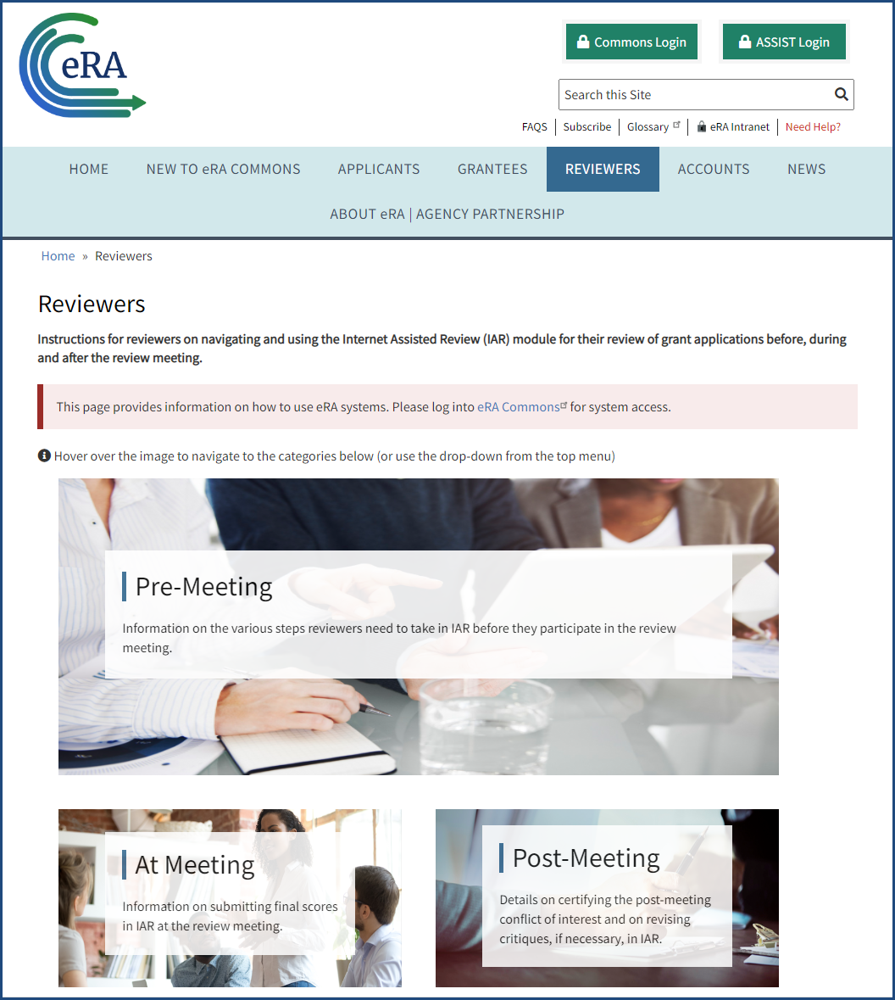 eRA
Commons Login
ASSIST Login
Search this Site
FAQS | Subscribe | Glossary | eRA Intranet | Need Help?
HOME NEW TO eRA COMMONS APPLICANTS GRANTEES REVIEWERS ACCOUNTS NEWS
ABOUT eRA | AGENCY PARTNERSHIP
Home » Reviewers
Reviewers
Instructions for reviewers on navigating and using the Internet Assisted Review (IAR) module for their review of grant applications before, during
and after the review meeting.
This page provides information on how to use eRA systems. Please log into eRA Commons for system access.
Hover over the image to navigate to the categories below (or use the drop-down from the top menu)
Pre-Meeting
Information on the various steps reviewers need to take in IAR before they participate in the review
meeting.
At Meeting
Information on submitting final scores
in IAR at the review meeting.
Post-Meeting
Details on certifying the post-meeting
conflict of interest and on revising
critiques, if necessary, in IAR.